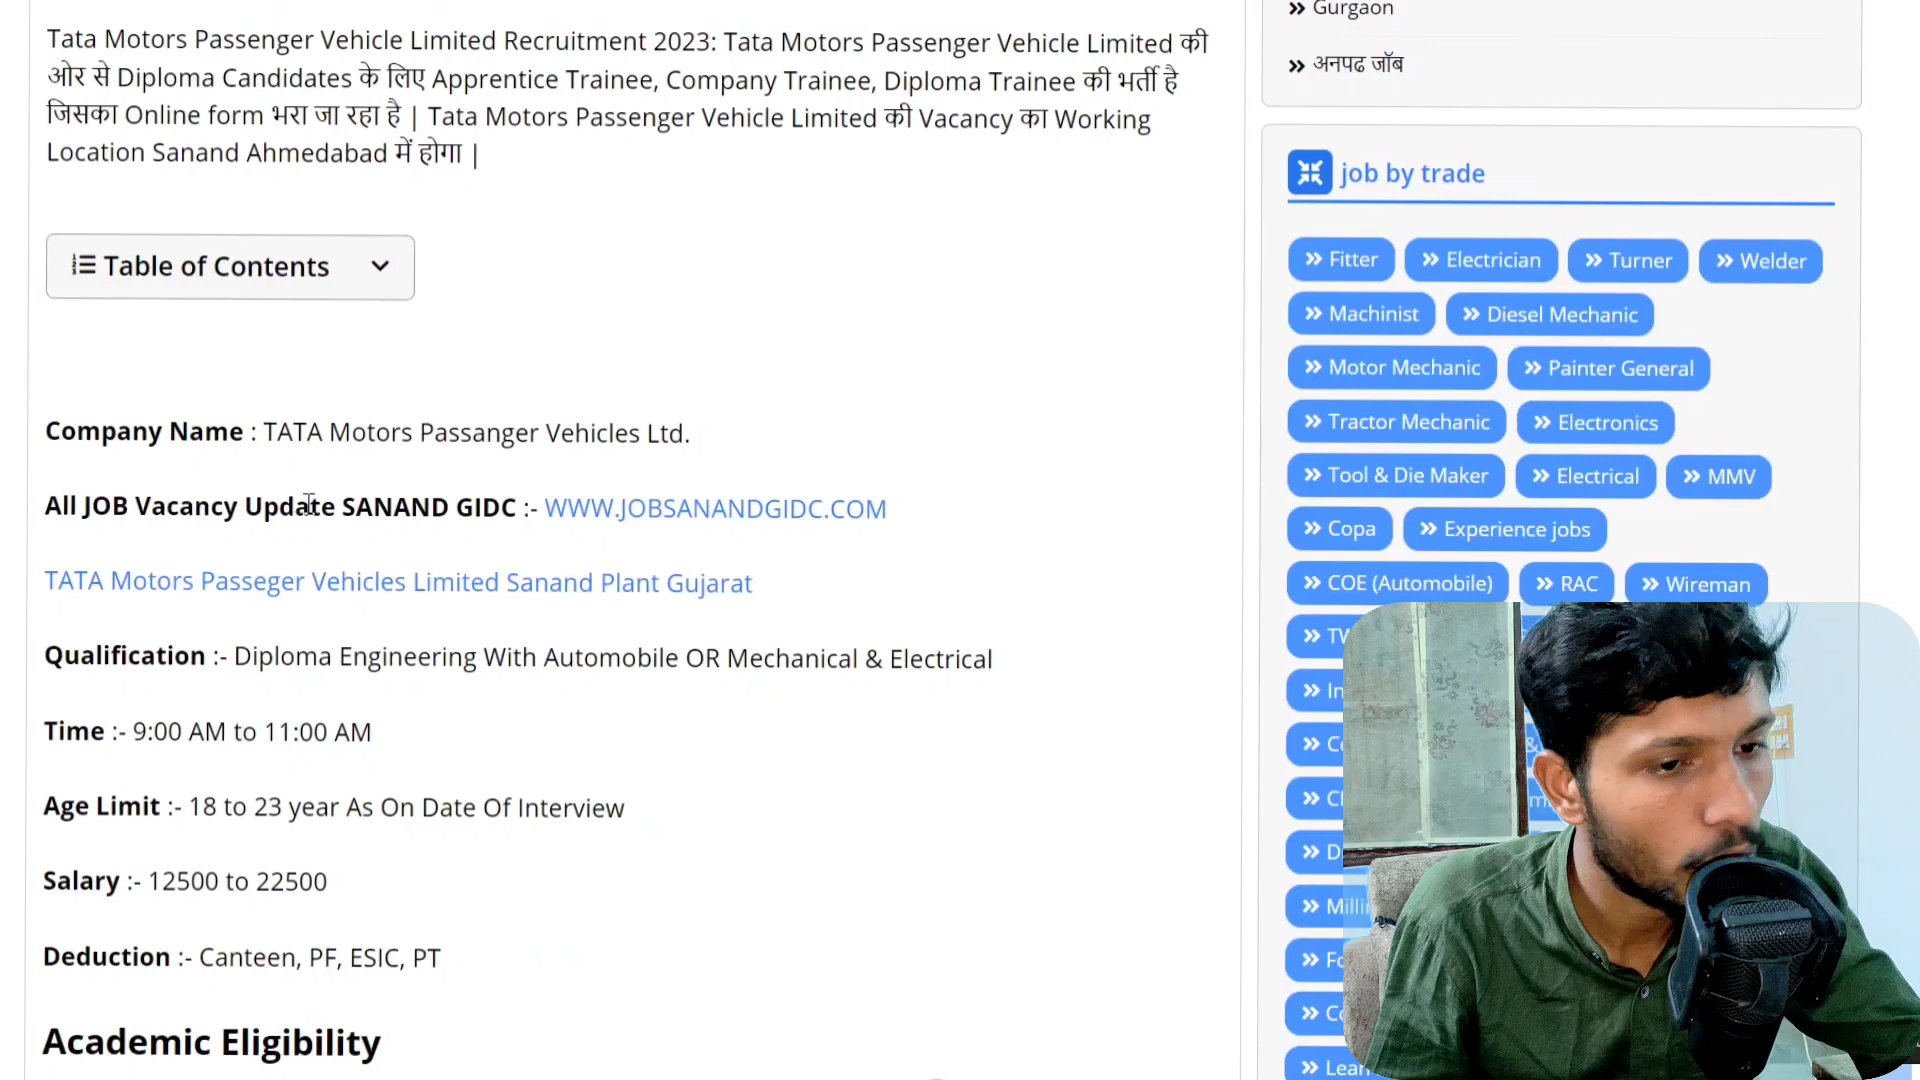 Tata Motors Passenger Vehicle Limited Recruitment 2023: Tata Motors Passenger Vehicle Limited की
ओर से Diploma Candidates के लिए Apprentice Trainee, Company Trainee, Diploma Trainee की भर्ती है
जिसका Online form भरा जा रहा है | Tata Motors Passenger Vehicle Limited की Vacancy का Working
Location Sanand Ahmedabad में होगा |
Table of Contents
Company Name : TATA Motors Passanger Vehicles Ltd.
All JOB Vacancy Update SANAND GIDC :- WWW.JOBSANANDGIDC.COM
TATA Motors Passeger Vehicles Limited Sanand Plant Gujarat
Qualification :- Diploma Engineering With Automobile OR Mechanical & Electrical
Time :- 9:00 AM to 11:00 AM
Age Limit :- 18 to 23 year As On Date Of Interview
Salary :- 12500 to 22500
Deduction :- Canteen, PF, ESIC, PT
Academic Eligibility
» Gurgaon
» अनपढ जॉब
job by trade
» Fitter » Electrician » Turner » Welder
» Machinist » Diesel Mechanic
» Motor Mechanic » Painter General
» Tractor Mechanic » Electronics
» Tool & Die Maker » Electrical » MMV
» Copa » Experience jobs
» COE (Automobile) » RAC » Wireman